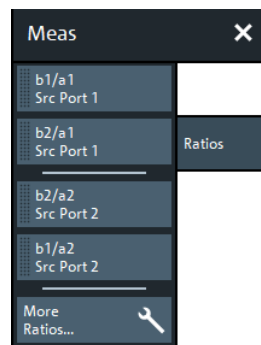 Meas
b1/a1
Src Port 1
b2/a1
Src Port 1
Ratios
b2/a2
Src Port 2
b1/a2
Src Port 2
More
Ratios...